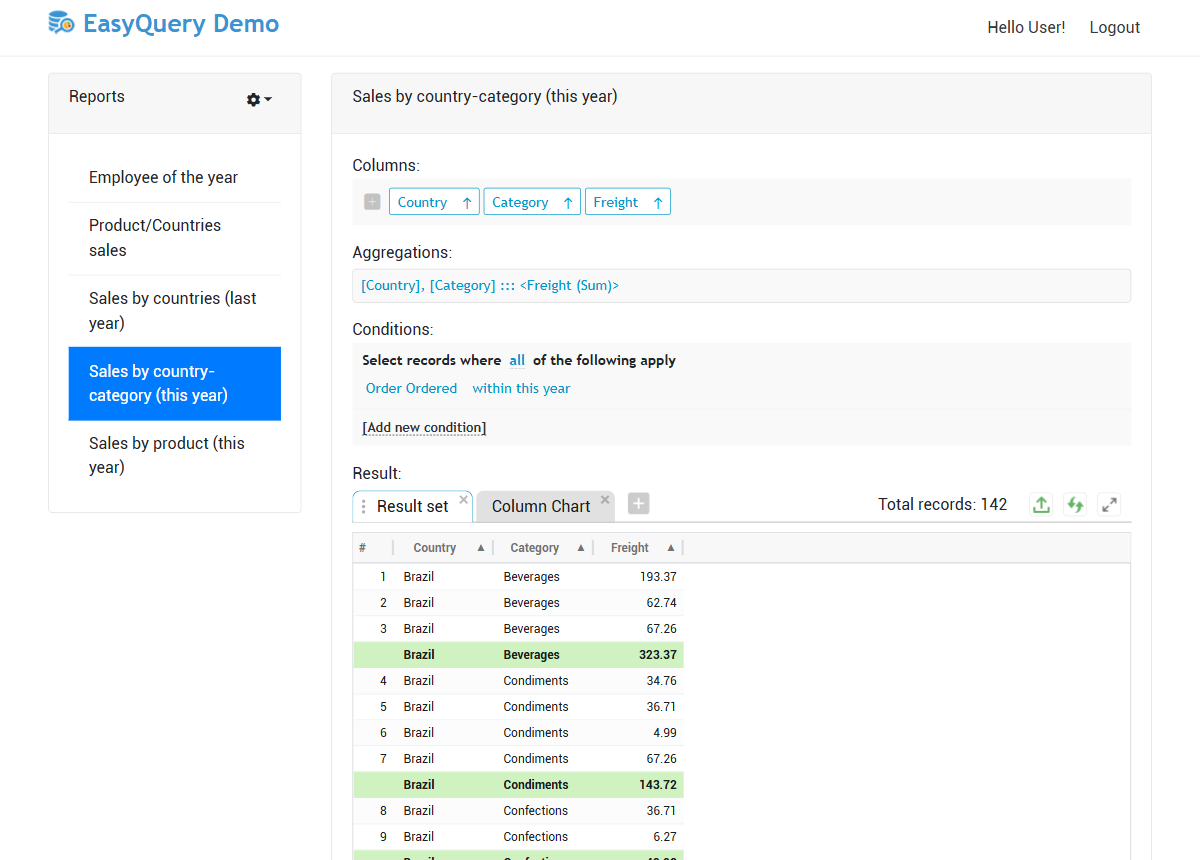 EasyQuery Demo
Hello User! Logout
Reports
Employee of the year
Product/Countries
sales
Sales by countries (last
year)
Sales by country-
category (this year)
Sales by product (this
year)
Sales by country-category (this year)
Columns:
Country ↑ Category ↑ Freight ↑
Aggregations:
[Country], [Category] ::: <Freight (Sum)>
Conditions:
Select records where all of the following apply
Order Ordered within this year
[Add new condition]
Result:
Result set × Column Chart × + Total records: 142
# Country ▲ Category ▲ Freight ▲
1 Brazil Beverages 193.37
2 Brazil Beverages 62.74
3 Brazil Beverages 67.26
Brazil Beverages 323.37
4 Brazil Condiments 34.76
5 Brazil Condiments 36.71
6 Brazil Condiments 4.99
7 Brazil Condiments 67.26
Brazil Condiments 143.72
8 Brazil Confections 36.71
9 Brazil Confections 6.27